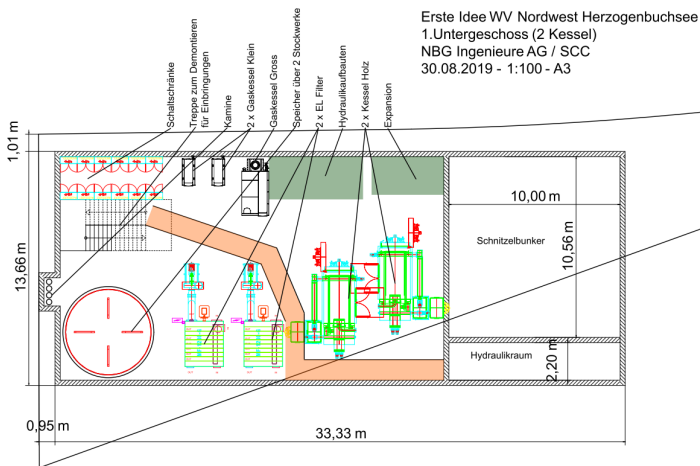 Erste Idee WV Nordwest Herzogenbuchsee
1.Untergeschoss (2 Kessel)
NBG Ingenieure AG / SCC
30.08.2019 - 1:100 - A3
Schaltschränke
Treppe zum Demontieren
für Einbringungen
Kamine
2 x Gaskessel Klein
Gaskessel Gross
Speicher über 2 Stockwerke
2 x EL Filter
Hydraulikaufbauten
2 x Kessel Holz
Expansion
1,01 m
13,66 m
10,00 m
Schnitzelbunker
10,56 m
Hydraulikraum
2,20 m
0,95 m
33,33 m